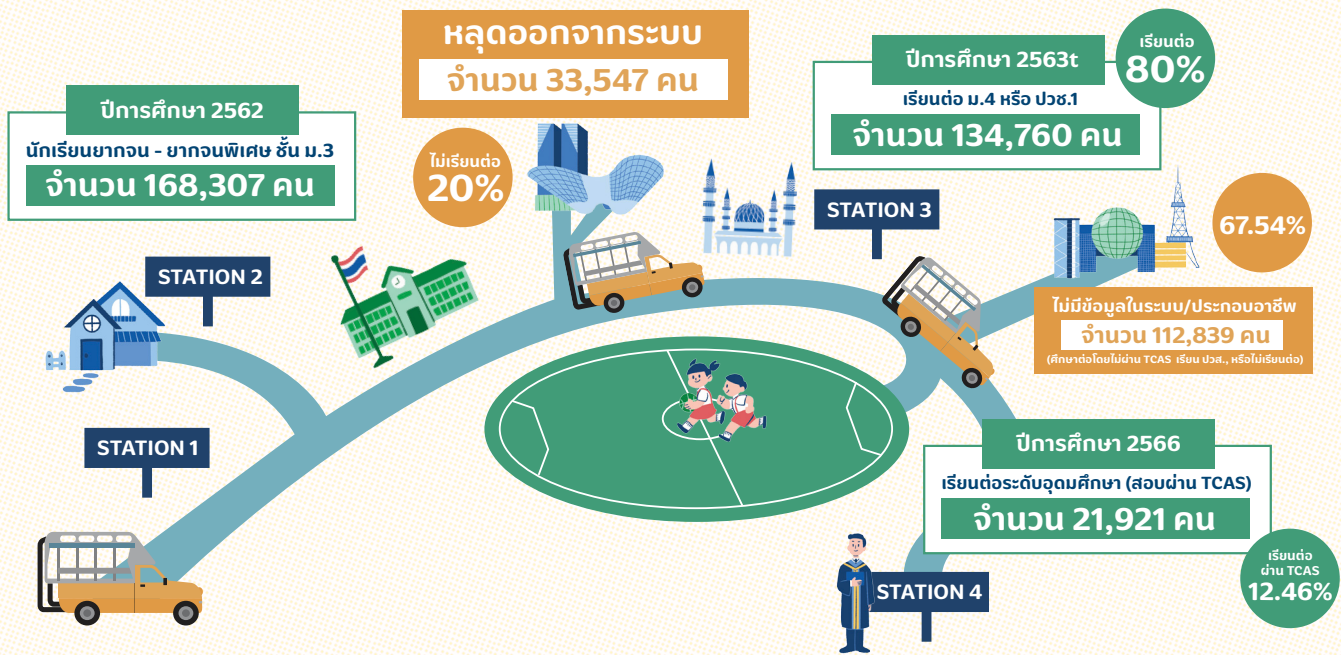 หลุดออกจากระบบ
จำนวน 33,547 คน
ไม่เรียนต่อ
20%
ปีการศึกษา 2562
นักเรียนยากจน - ยากจนพิเศษ ชั้น ม.3
จำนวน 168,307 คน
ปีการศึกษา 2563t
เรียนต่อ ม.4 หรือ ปวช.1
จำนวน 134,760 คน
เรียนต่อ
80%
STATION 3
67.54%
ไม่มีข้อมูลในระบบ/ประกอบอาชีพ
จำนวน 112,839 คน
(ศึกษาต่อโดยไม่ผ่าน TCAS เรียน ปวส., หรือไม่เรียนต่อ)
STATION 2
STATION 1
ปีการศึกษา 2566
เรียนต่อระดับอุดมศึกษา (สอบผ่าน TCAS)
จำนวน 21,921 คน
เรียนต่อ
ผ่าน TCAS
12.46%
STATION 4